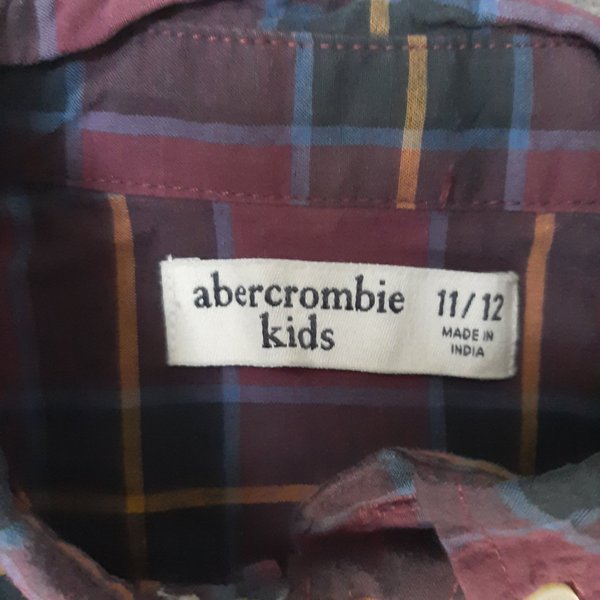 abercrombie
kids
11/12
MADE IN
INDIA